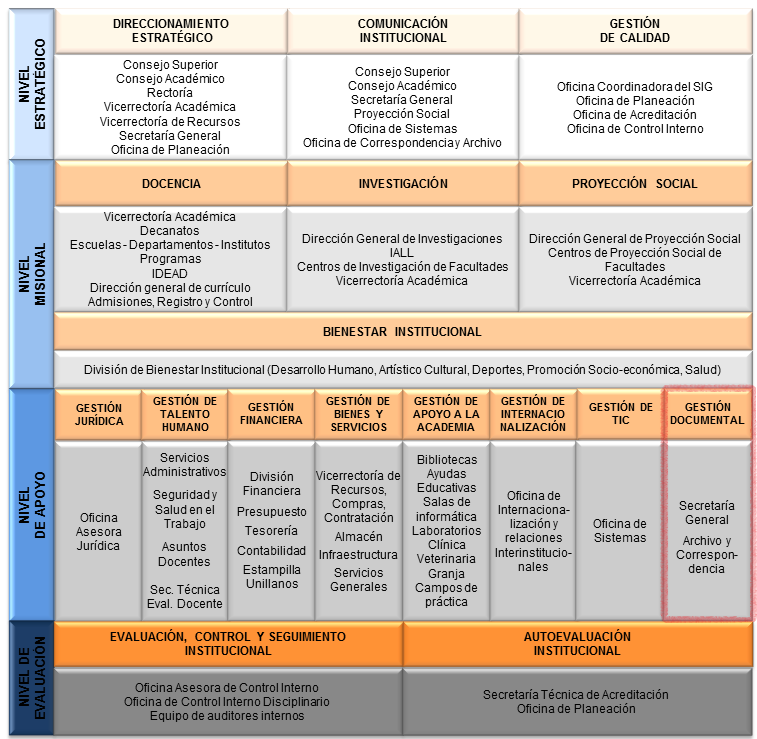 NIVEL
ESTRATÉGICO
DIRECCIONAMIENTO
ESTRATÉGICO
Consejo Superior
Consejo Académico
Rectoría
Vicerrectoría Académica
Vicerrectoría de Recursos
Secretaría General
Oficina de Planeación
COMUNICACIÓN
INSTITUCIONAL
Consejo Superior
Consejo Académico
Secretaría General
Proyección Social
Oficina de Sistemas
Oficina de Correspondencia y Archivo
GESTIÓN
DE CALIDAD
Oficina Coordinadora del SIG
Oficina de Planeación
Oficina de Acreditación
Oficina de Control Interno
NIVEL
MISIONAL
DOCENCIA
Vicerrectoría Académica
Decanatos
Escuelas - Departamentos - Institutos
Programas
IDEAD
Dirección general de currículo
Admisiones, Registro y Control
INVESTIGACIÓN
Dirección General de Investigaciones
IALL
Centros de Investigación de Facultades
Vicerrectoría Académica
PROYECCIÓN SOCIAL
Dirección General de Proyección Social
Centros de Proyección Social de
Facultades
Vicerrectoría Académica
BIENESTAR INSTITUCIONAL
División de Bienestar Institucional (Desarrollo Humano, Artístico Cultural, Deportes, Promoción Socio-económica, Salud)
NIVEL
DE APOYO
GESTIÓN
JURÍDICA
Oficina
Asesora
Jurídica
GESTIÓN DE
TALENTO
HUMANO
Servicios
Administrativos
Seguridad y
Salud en el
Trabajo
Asuntos
Docentes
Sec. Técnica
Eval. Docente
GESTIÓN
FINANCIERA
División
Financiera
Presupuesto
Tesorería
Contabilidad
Estampilla
Unillanos
GESTIÓN DE
BIENES Y
SERVICIOS
Vicerrectoría de
Recursos,
Compras,
Contratación
Almacén
Infraestructura
Servicios
Generales
GESTIÓN DE
APOYO A LA
ACADEMIA
Bibliotecas
Ayudas
Educativas
Salas de
informática
Laboratorios
Clínica
Veterinaria
Granja
Campos de
práctica
GESTIÓN DE
INTERNACIO
NALIZACIÓN
Oficina de
Internaciona-
lización y
relaciones
Interinstitucio-
nales
GESTIÓN DE
TIC
Oficina de
Sistemas
GESTIÓN
DOCUMENTAL
Secretaría
General
Archivo y
Correspon-
dencia
NIVEL DE
EVALUACIÓN
EVALUACIÓN, CONTROL Y SEGUIMIENTO
INSTITUCIONAL
Oficina Asesora de Control Interno
Oficina de Control Interno Disciplinario
Equipo de auditores internos
AUTOEVALUACIÓN
INSTITUCIONAL
Secretaría Técnica de Acreditación
Oficina de Planeación